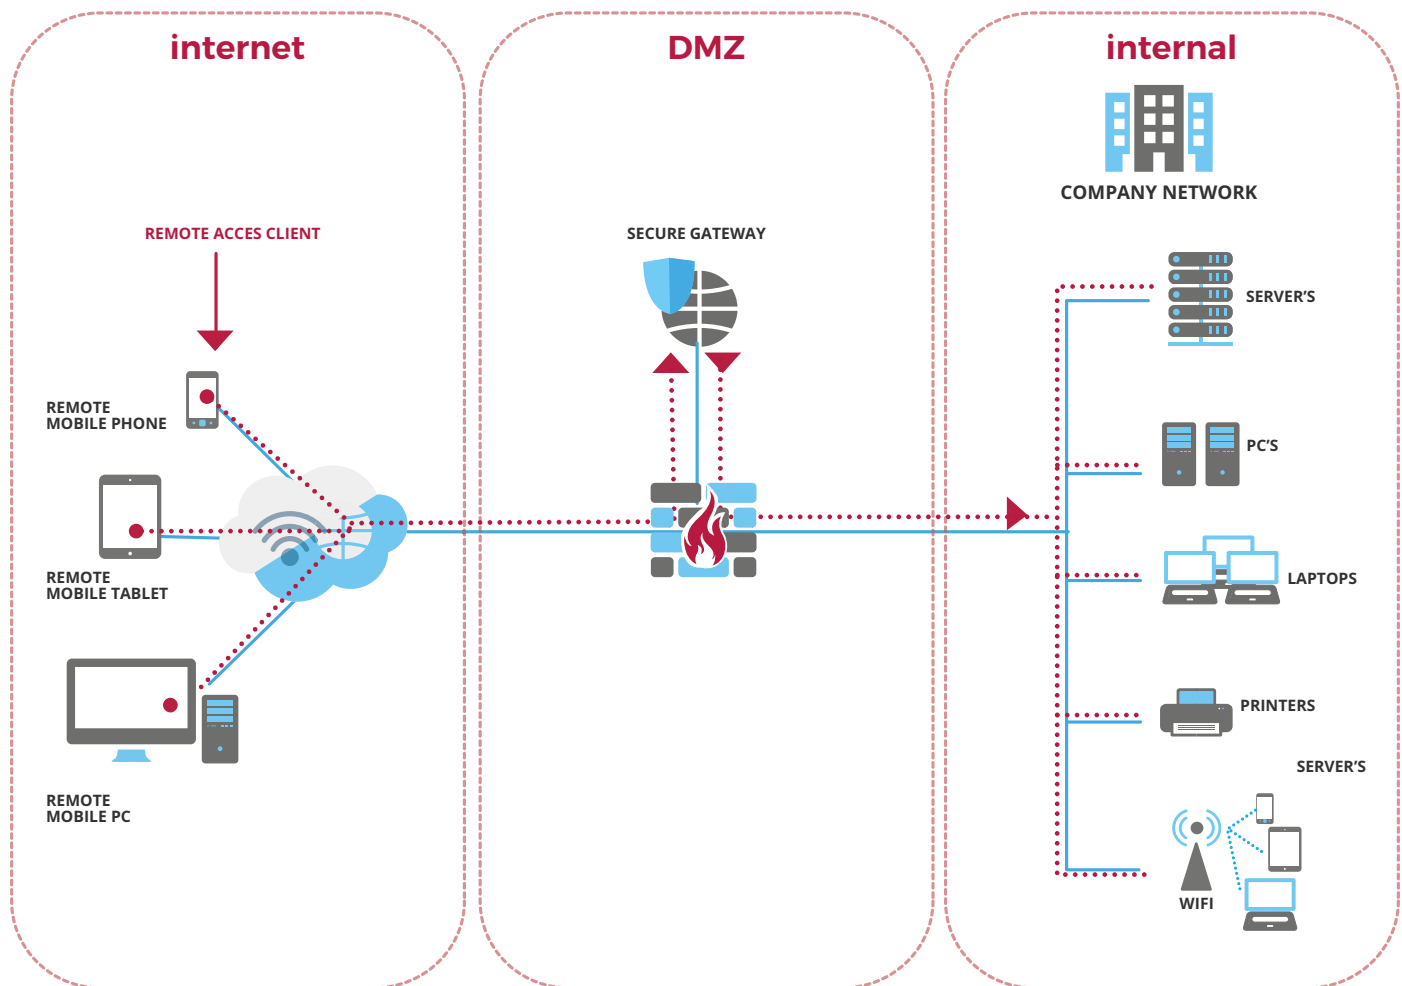 internet
REMOTE ACCES CLIENT
REMOTE
MOBILE PHONE
REMOTE
MOBILE TABLET
REMOTE
MOBILE PC
DMZ
SECURE GATEWAY
internal
COMPANY NETWORK
SERVER'S
PC'S
LAPTOPS
PRINTERS
SERVER'S
WIFI